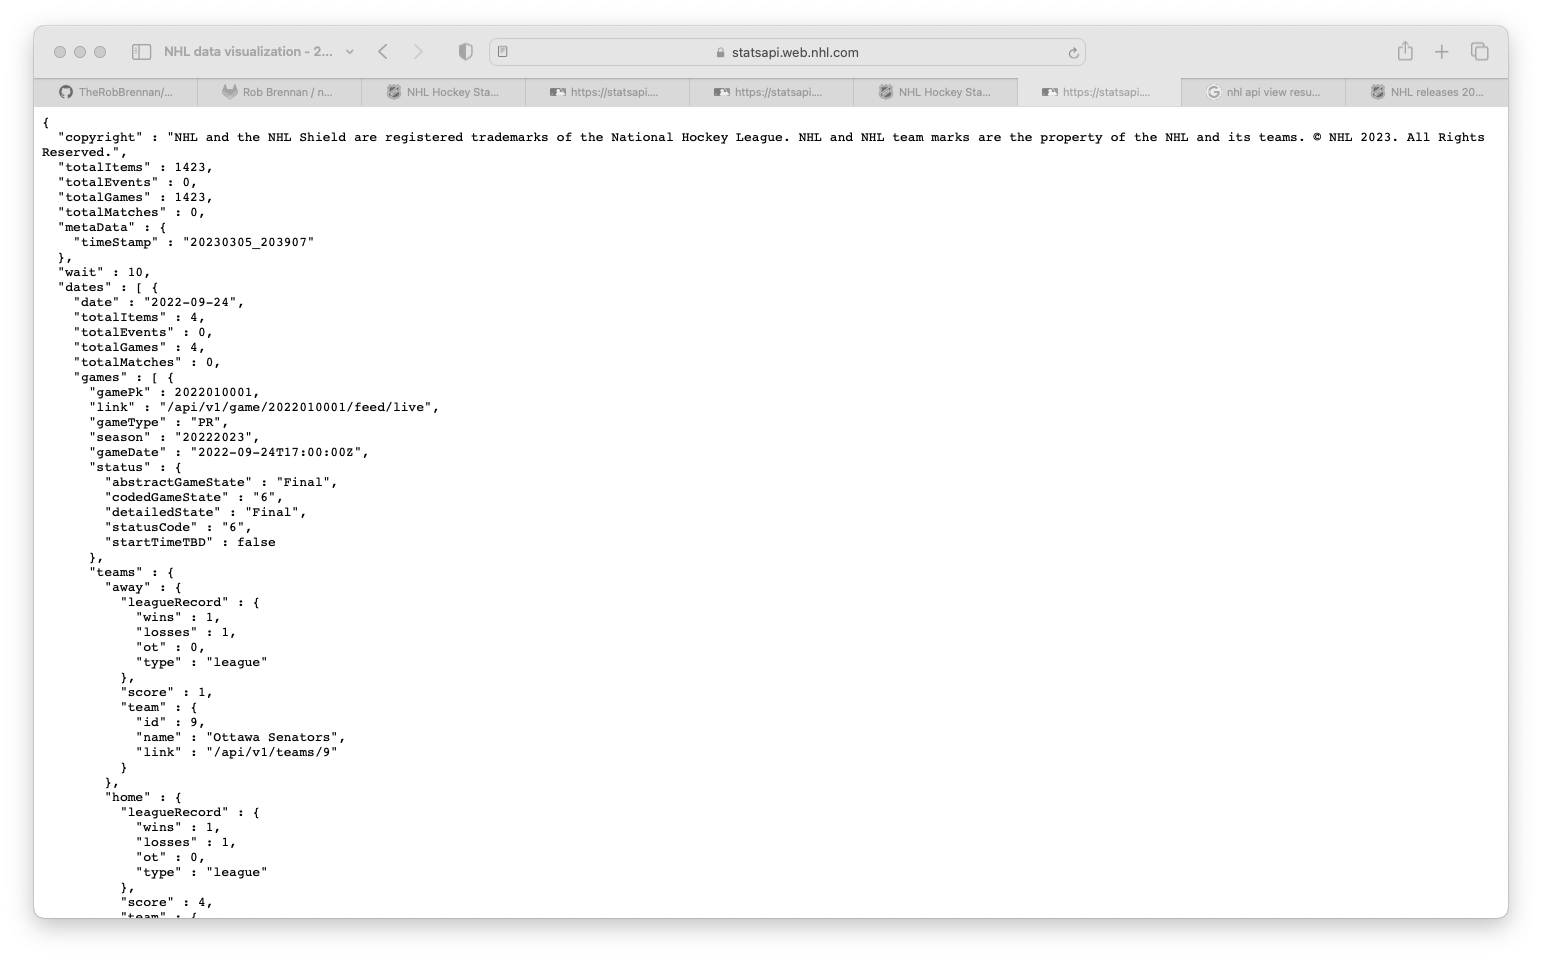 NHL data visualization - 2...
statsapi.web.nhl.com
TheRobBrennan/...
Rob Brennan / n...
NHL Hockey Sta...
https://statsapi....
https://statsapi....
NHL Hockey Sta...
https://statsapi....
nhl api view resu...
NHL releases 20...
{
"copyright" : "NHL and the NHL Shield are registered trademarks of the National Hockey League. NHL and NHL team marks are the property of the NHL and its teams. © NHL 2023. All Rights
Reserved.",
"totalItems" : 1423,
"totalEvents" : 0,
"totalGames" : 1423,
"totalMatches" : 0,
"metaData" : {
"timeStamp" : "20230305_203907"
},
"wait" : 10,
"dates" : [ {
"date" : "2022-09-24",
"totalItems" : 4,
"totalEvents" : 0,
"totalGames" : 4,
"totalMatches" : 0,
"games" : [ {
"gamePk" : 2022010001,
"link" : "/api/v1/game/2022010001/feed/live",
"gameType" : "PR",
"season" : "20222023",
"gameDate" : "2022-09-24T17:00:00Z",
"status" : {
"abstractGameState" : "Final",
"codedGameState" : "6",
"detailedState" : "Final",
"statusCode" : "6",
"startTimeTBD" : false
},
"teams" : {
"away" : {
"leagueRecord" : {
"wins" : 1,
"losses" : 1,
"ot" : 0,
"type" : "league"
},
"score" : 1,
"team" : {
"id" : 9,
"name" : "Ottawa Senators",
"link" : "/api/v1/teams/9"
}
},
"home" : {
"leagueRecord" : {
"wins" : 1,
"losses" : 1,
"ot" : 0,
"type" : "league"
},
"score" : 4,
"team" : {